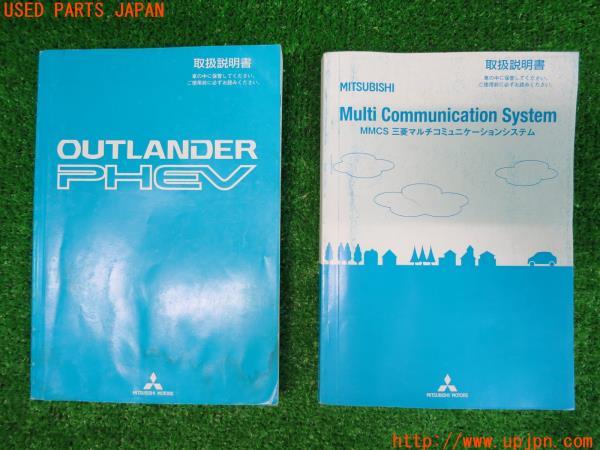 USED PARTS JAPAN
取扱説明書
車の中に保管してください。
ご使用前に必ずお読みください。
OUTLANDER
PHEV
MITSUBISHI MOTORS
取扱説明書
車の中に保管してください。
ご使用前に必ずお読みください。
MITSUBISHI
Multi Communication System
MMCS 三菱マルチコミュニケーションシステム
MITSUBISHI MOTORS
http://www.upjpn.com/